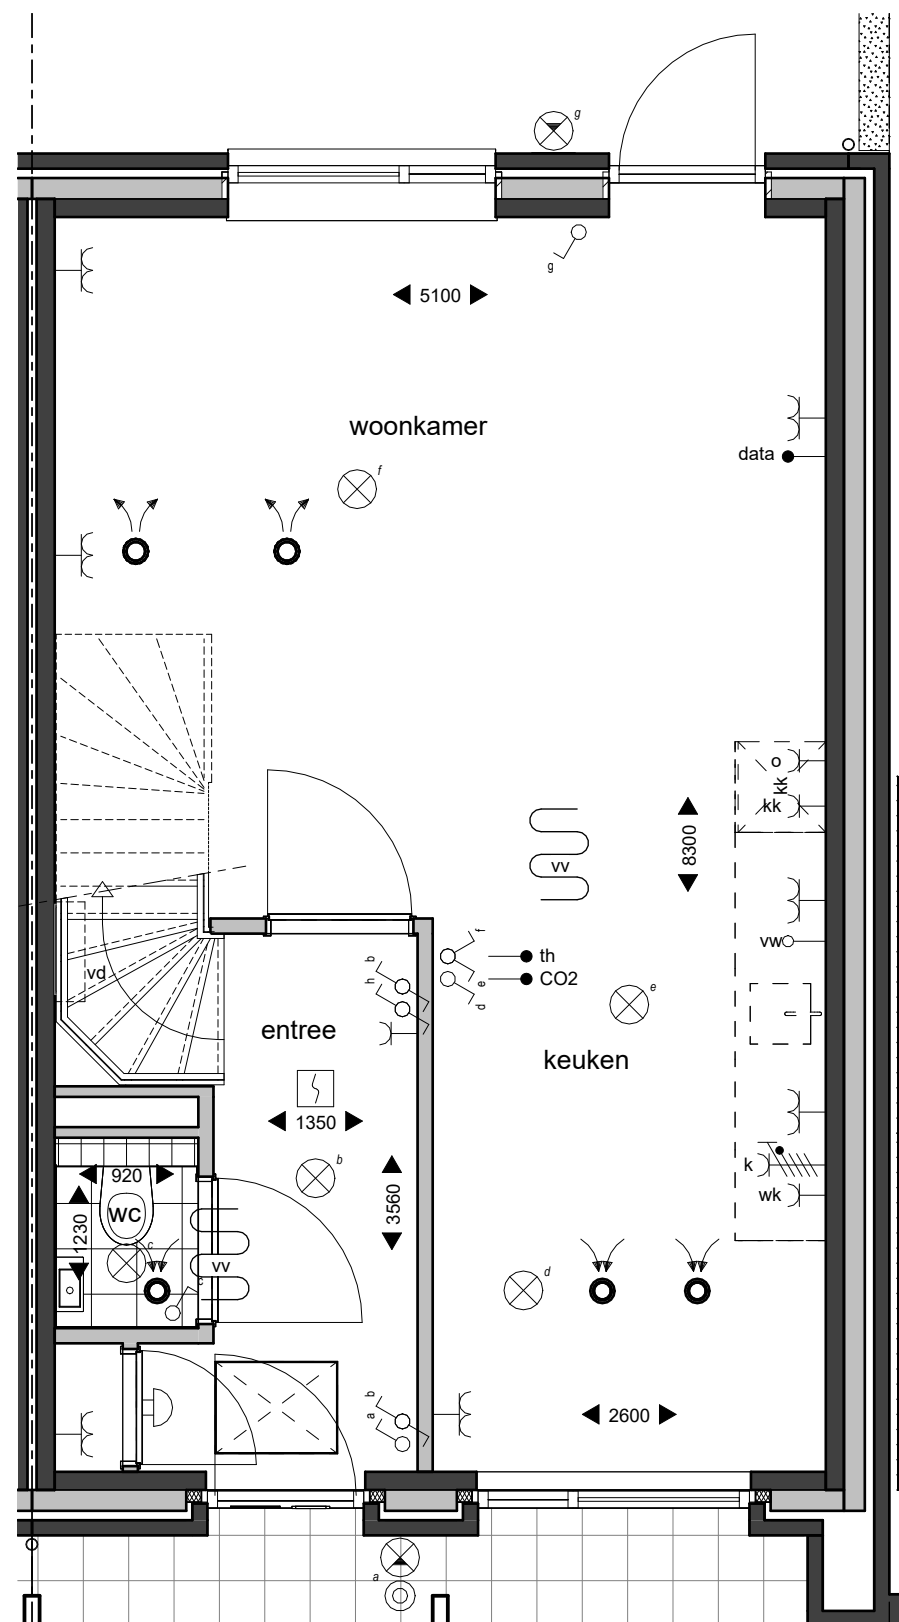 g
g
5100
woonkamer
data
f
o
kk
kk
8300
vv
vw
f
th
b
h
e
CO2
d
e
vd
entree
keuken
1350
b
3560
k
wk
920
wc
1230
c
c
vv
d
b
a
2600
a